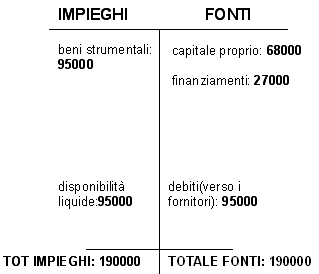 IMPIEGHI
FONTI
beni strumentali:
95000
capitale proprio: 68000
finanziamenti: 27000
disponibilità
liquide:95000
debiti(verso i
fornitori): 95000
TOT IMPIEGHI: 190000
TOTALE FONTI: 190000